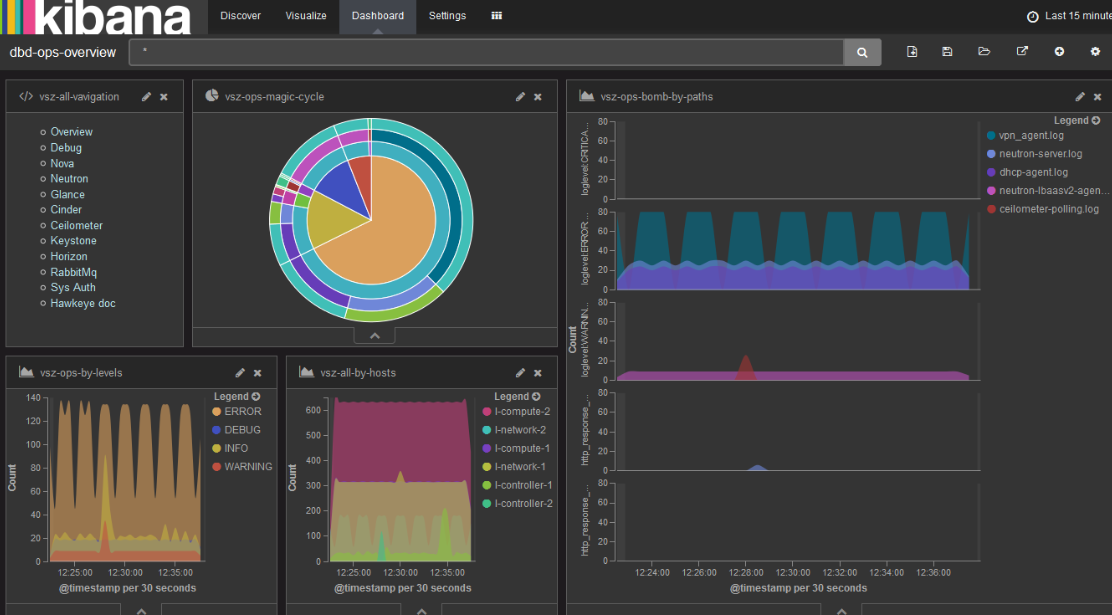 kibana
Discover
Visualize
Dashboard
Settings
Last 15 minute
dbd-ops-overview
*
vsz-all-vavigation
Overview
Debug
Nova
Neutron
Glance
Cinder
Ceilometer
Keystone
Horizon
RabbitMq
Sys Auth
Hawkeye doc
vsz-ops-magic-cycle
vsz-ops-bomb-by-paths
Legend
vpn_agent.log
neutron-server.log
dhcp-agent.log
neutron-lbaasv2-agen...
ceilometer-polling.log
Count
loglevel:CRITICA...
80
60
40
20
0
loglevel:ERROR ...
80
60
40
20
0
loglevel:WARNIN...
80
60
40
20
0
http_response_...
80
60
40
20
0
http_response_...
80
60
40
20
0
12:24:00 12:26:00 12:28:00 12:30:00 12:32:00 12:34:00 12:36:00
@timestamp per 30 seconds
vsz-ops-by-levels
Legend
ERROR
DEBUG
INFO
WARNING
Count
140
120
100
80
60
40
20
0
12:25:00 12:30:00 12:35:00
@timestamp per 30 seconds
vsz-all-by-hosts
Legend
l-compute-2
l-network-2
l-compute-1
l-network-1
l-controller-1
l-controller-2
Count
600
500
400
300
200
100
0
12:25:00 12:30:00 12:35:00
@timestamp per 30 seconds